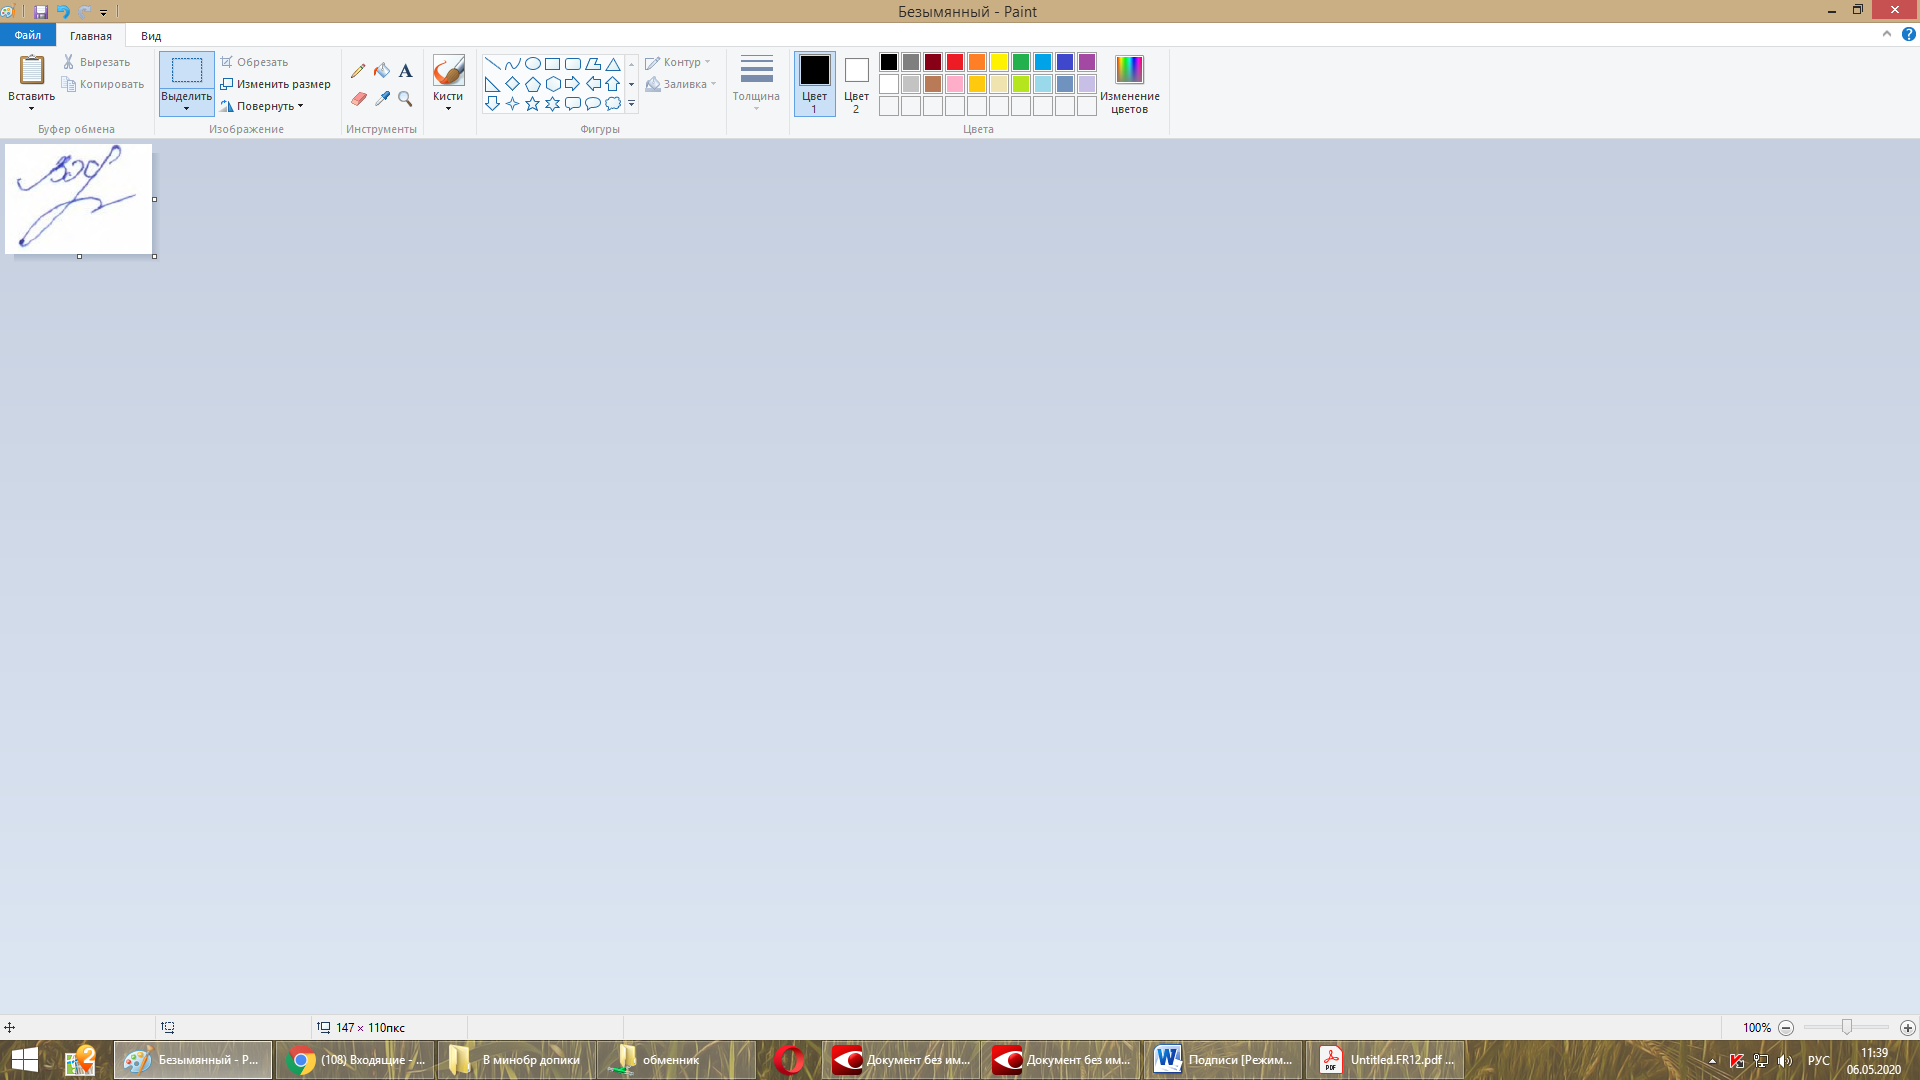 Безымянный - Paint
Файл Главная Вид
Вставить
Вырезать
Копировать
Буфер обмена
Выделить
Обрезать
Изменить размер
Повернуть
Изображение
A
Инструменты
Кисти
Контур
Заливка
Фигуры
Толщина
Цвет 1
Цвет 2
Изменение цветов
Цвета
147 × 110пкс
100%
2
Безымянный - P...
(108) Входящие - ...
В минобр допики
обменник
Документ без им...
Документ без им...
Подписи [Режим...
Untitled.FR12.pdf ...
РУС
11:39
06.05.2020